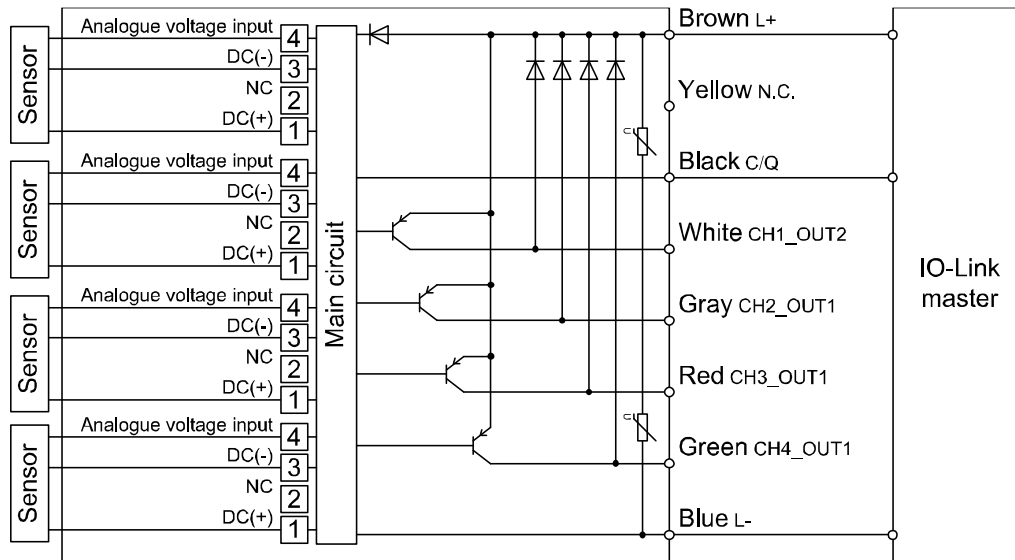 Sensor
Analogue voltage input 4
DC(-) 3
NC 2
DC(+) 1
Sensor
Analogue voltage input 4
DC(-) 3
NC 2
DC(+) 1
Sensor
Analogue voltage input 4
DC(-) 3
NC 2
DC(+) 1
Sensor
Analogue voltage input 4
DC(-) 3
NC 2
DC(+) 1
Main circuit
U
U
Brown L+
Yellow N.C.
Black C/Q
White CH1_OUT2
Gray CH2_OUT1
Red CH3_OUT1
Green CH4_OUT1
Blue L-
IO-Link
master